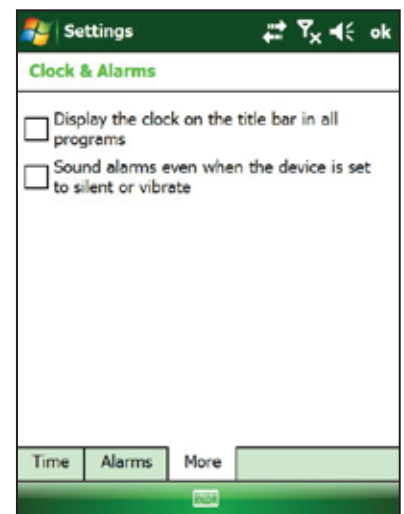 Settings ok
Clock & Alarms
Display the clock on the title bar in all
programs
Sound alarms even when the device is set
to silent or vibrate
Time Alarms More